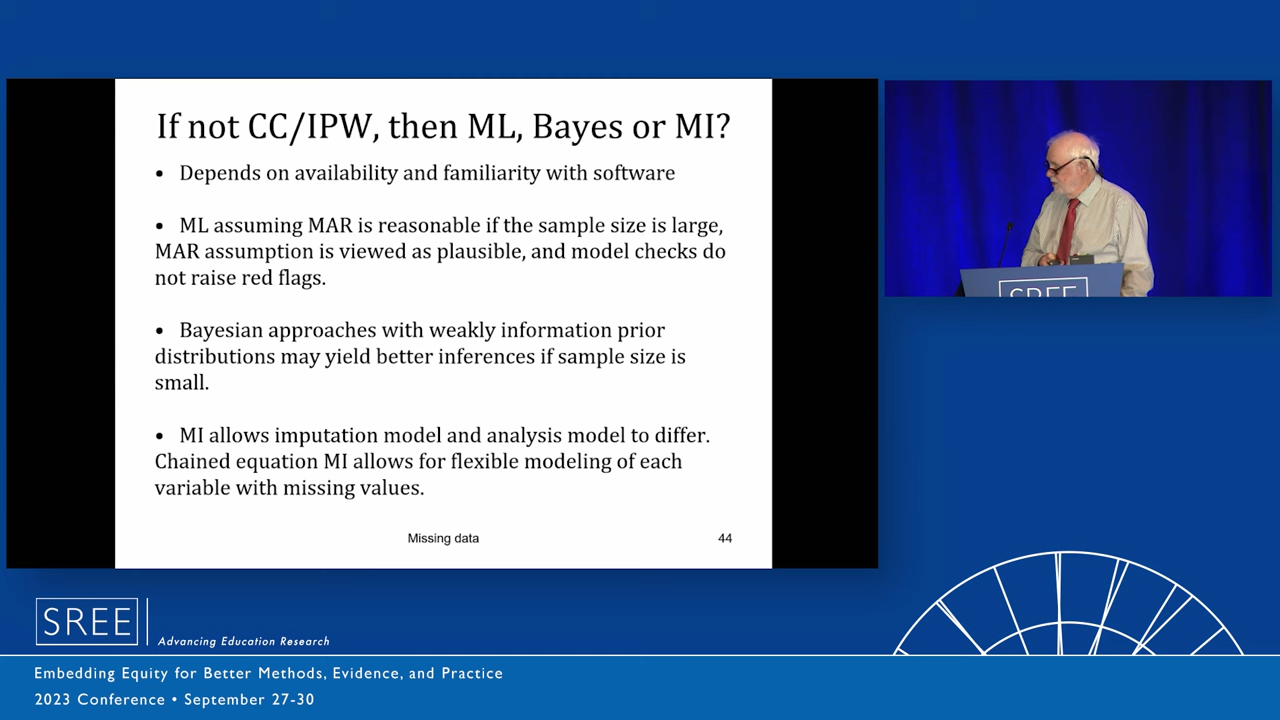 If not CC/IPW, then ML, Bayes or MI?
• Depends on availability and familiarity with software
• ML assuming MAR is reasonable if the sample size is large,
MAR assumption is viewed as plausible, and model checks do
not raise red flags.
• Bayesian approaches with weakly information prior
distributions may yield better inferences if sample size is
small.
• MI allows imputation model and analysis model to differ.
Chained equation MI allows for flexible modeling of each
variable with missing values.
Missing data 44
SREE
SREE
Advancing Education Research
Embedding Equity for Better Methods, Evidence, and Practice
2023 Conference • September 27-30